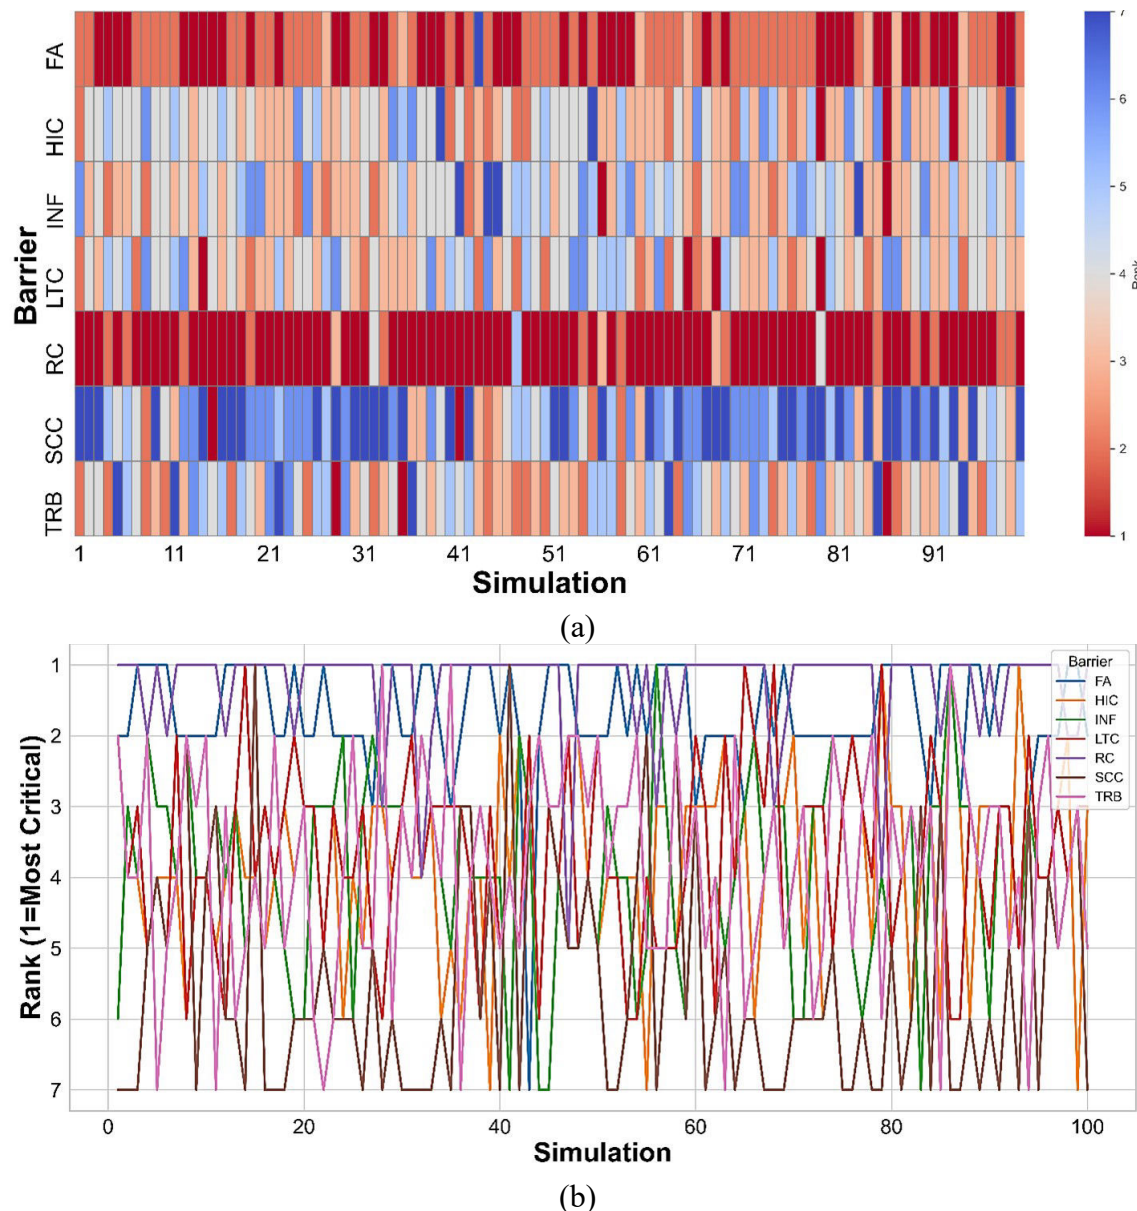 7
FA
6
HIC
5
INF
Barrier
4
Rank
LTC
3
RC
SCC
2
TRB
1
1 11 21 31 41 51 61 71 81 91
Simulation
(a)
1
Barrier
FA
HIC
INF
LTC
RC
SCC
TRB
2
3
4
5
6
7
Rank (1=Most Critical)
0 20 40 60 80 100
Simulation
(b)